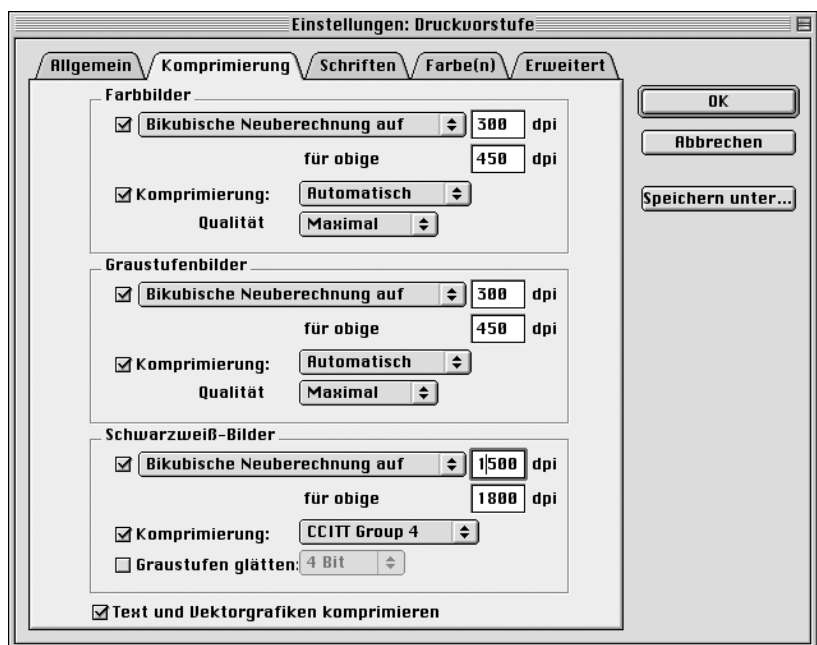 Einstellungen: Druckvorstufe
Allgemein Komprimierung Schriften Farbe(n) Erweitert
Farbbilder
Bikubische Neuberechnung auf 300 dpi
für obige 450 dpi
Komprimierung: Automatisch
Qualität Maximal
Graustufenbilder
Bikubische Neuberechnung auf 300 dpi
für obige 450 dpi
Komprimierung: Automatisch
Qualität Maximal
Schwarzweiß-Bilder
Bikubische Neuberechnung auf 1500 dpi
für obige 1800 dpi
Komprimierung: CCITT Group 4
Graustufen glätten: 4 Bit
Text und Vektorgrafiken komprimieren
OK
Abbrechen
Speichern unter...